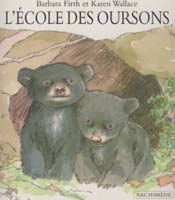 Barbara Firth et Karen Wallace
L'ÉCOLE DES OURSONS
ARCHIMÈDE